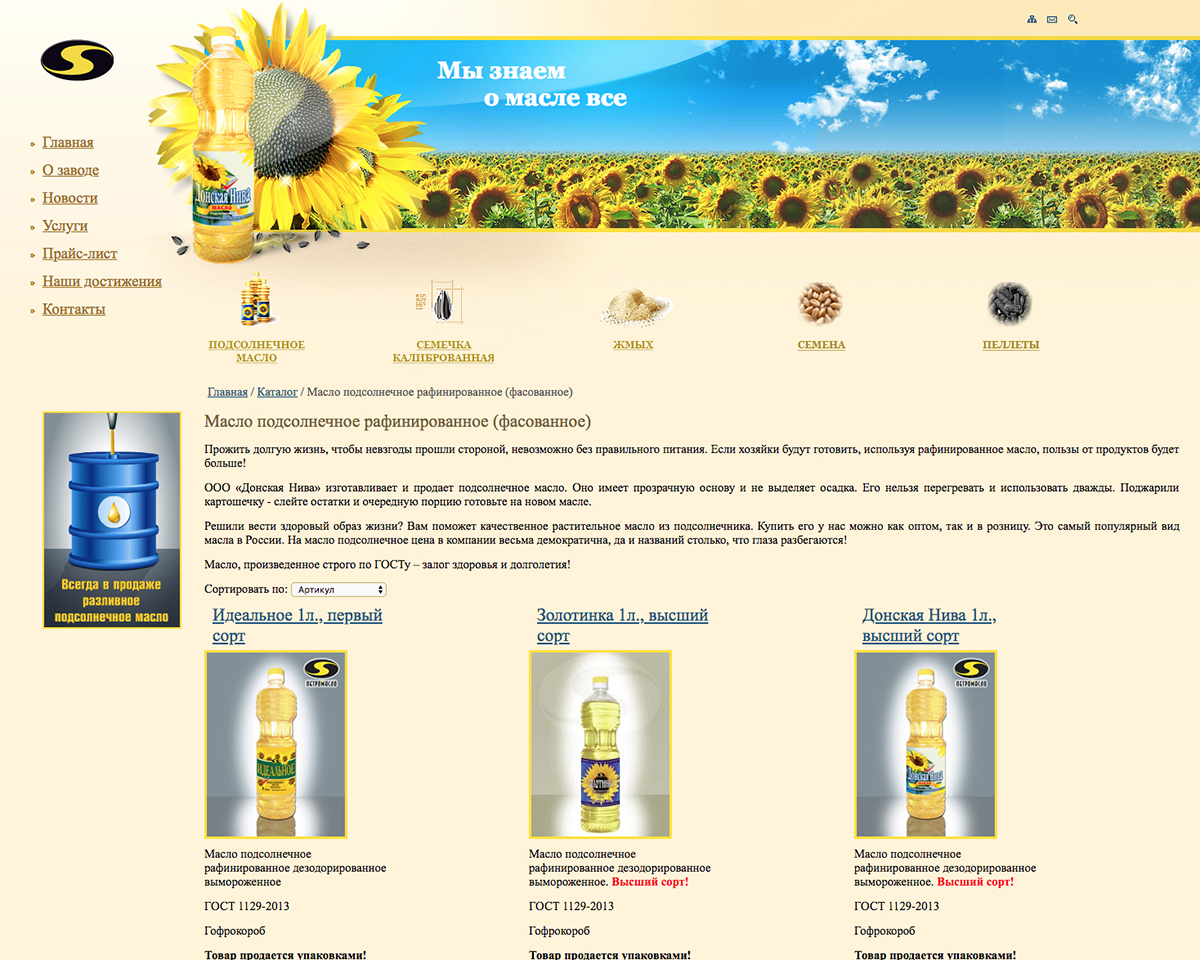 Мы знаем
о масле все
Донская Нива
МАСЛО
Главная
О заводе
Новости
Услуги
Прайс-лист
Наши достижения
Контакты
ПОДСОЛНЕЧНОЕ
МАСЛО
СЕМЕЧКА
КАЛИБРОВАННАЯ
ЖМЫХ
СЕМЕНА
ПЕЛЛЕТЫ
Главная / Каталог / Масло подсолнечное рафинированное (фасованное)
Масло подсолнечное рафинированное (фасованное)
Прожить долгую жизнь, чтобы невзгоды прошли стороной, невозможно без правильного питания. Если хозяйки будут готовить, используя рафинированное масло, пользы от продуктов будет
больше!
ООО «Донская Нива» изготавливает и продает подсолнечное масло. Оно имеет прозрачную основу и не выделяет осадка. Его нельзя перегревать и использовать дважды. Поджарили
картошечку - слейте остатки и очередную порцию готовьте на новом масле.
Решили вести здоровый образ жизни? Вам поможет качественное растительное масло из подсолнечника. Купить его у нас можно как оптом, так и в розницу. Это самый популярный вид
масла в России. На масло подсолнечное цена в компании весьма демократична, да и названий столько, что глаза разбегаются!
Масло, произведенное строго по ГОСТу – залог здоровья и долголетия!
Сортировать по: Артикул
Всегда в продаже
разливное
подсолнечное масло
Идеальное 1л., первый
сорт
ПЕТРОМАСЛО
ИДЕАЛЬНОЕ
Масло подсолнечное
рафинированное дезодорированное
вымороженное
ГОСТ 1129-2013
Гофрокороб
Товар продается упаковками!
Золотинка 1л., высший
сорт
Масло подсолнечное
рафинированное дезодорированное
вымороженное. Высший сорт!
ГОСТ 1129-2013
Гофрокороб
Товар продается упаковками!
Донская Нива 1л.,
высший сорт
ПЕТРОМАСЛО
Донская Нива
Масло подсолнечное
рафинированное дезодорированное
вымороженное. Высший сорт!
ГОСТ 1129-2013
Гофрокороб
Товар продается упаковками!